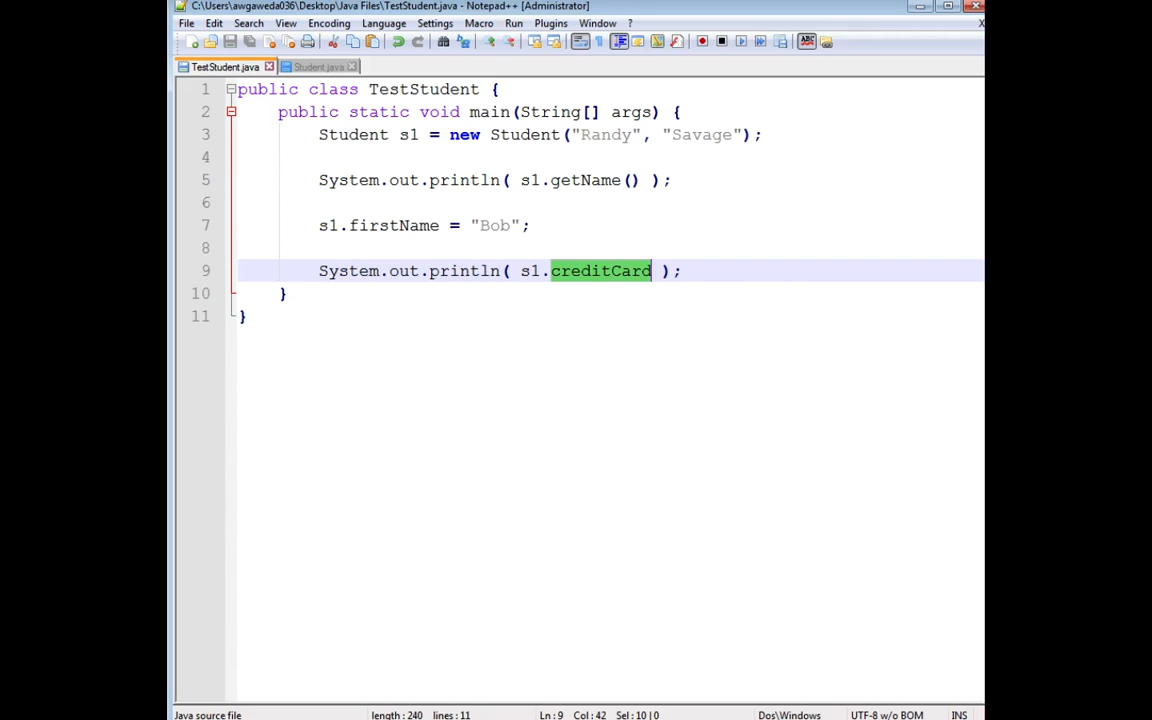 C:\Users\awgaweda036\Desktop\Java Files\TestStudent.java - Notepad++ [Administrator]
File Edit Search View Encoding Language Settings Macro Run Plugins Window ? X
TestStudent.java Student.java
1 public class TestStudent {
2 public static void main(String[] args) {
3 Student s1 = new Student("Randy", "Savage");
4
5 System.out.println( s1.getName() );
6
7 s1.firstName = "Bob";
8
9 System.out.println( s1.creditCard );
10 }
11 }
Java source file length : 240 lines : 11 Ln : 9 Col : 42 Sel : 10 | 0 Dos\Windows UTF-8 w/o BOM INS